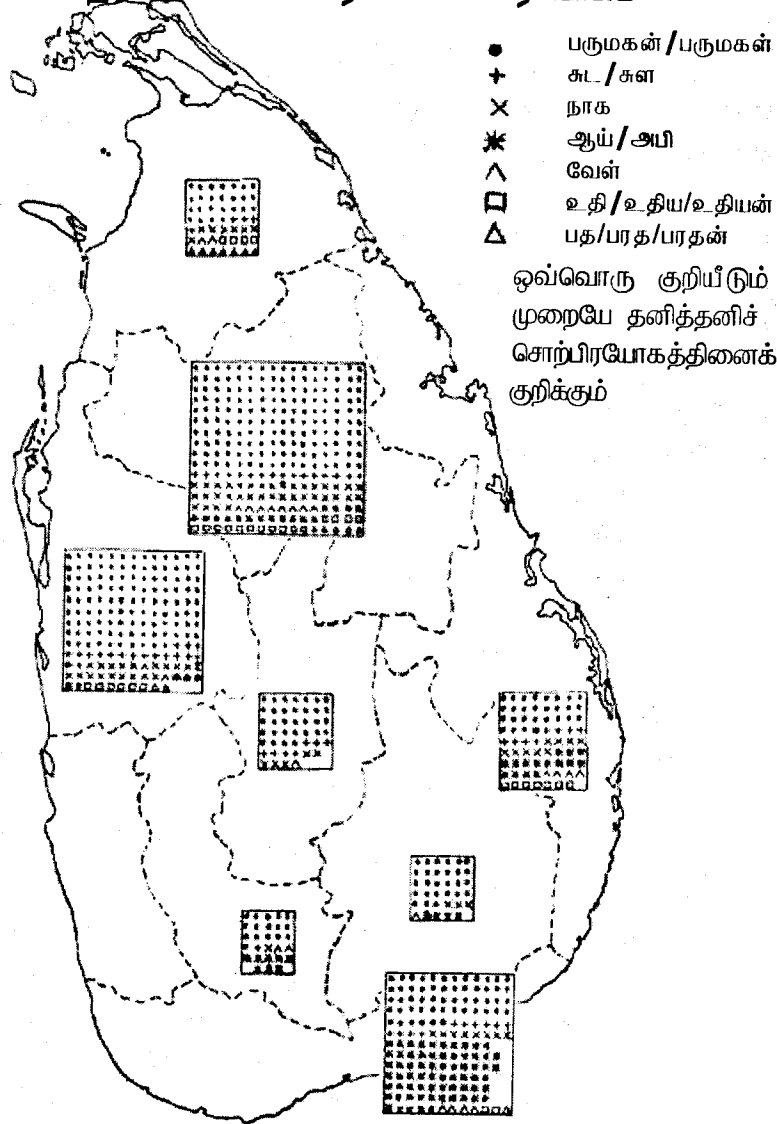 பருமகன்/பருமகள்
சுட/சுள
நாக
ஆய்/அபி
வேள்
உதி/உதிய/உதியன்
பத/பரத/பரதன்
ஒவ்வொரு குறியீடும்
முறையே தனித்தனிச்
சொற்பிரயோகத்தினைக்
குறிக்கும்